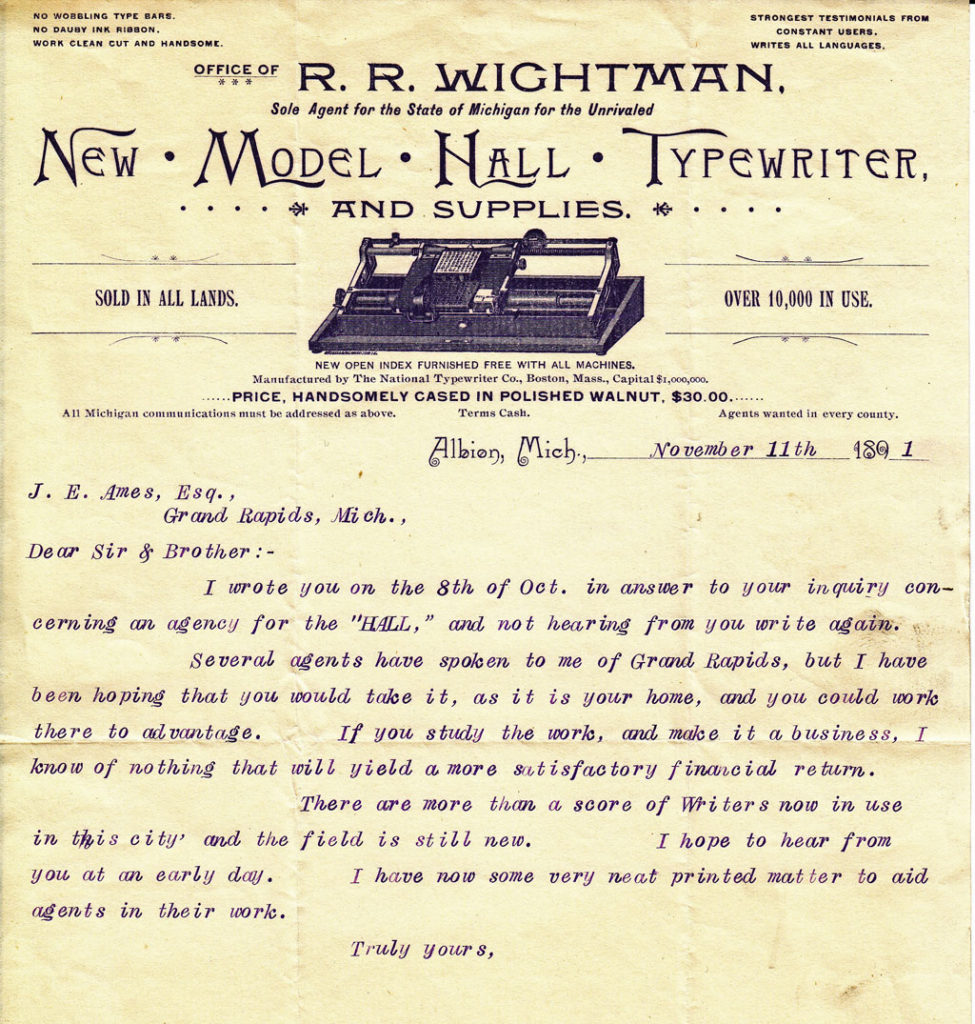 NO WOBBLING TYPE BARS.
NO DAUBY INK RIBBON.
WORK CLEAN CUT AND HANDSOME.
STRONGEST TESTIMONIALS FROM
CONSTANT USERS.
WRITES ALL LANGUAGES.
OFFICE OF R. R. WIGHTMAN,
Sole Agent for the State of Michigan for the Unrivaled
NEW • MODEL • HALL • TYPEWRITER,
AND SUPPLIES.
SOLD IN ALL LANDS.
OVER 10,000 IN USE.
NEW OPEN INDEX FURNISHED FREE WITH ALL MACHINES.
Manufactured by The National Typewriter Co., Boston, Mass., Capital $1,000,000.
......PRICE, HANDSOMELY CASED IN POLISHED WALNUT, $30.00.......
All Michigan communications must be addressed as above. Terms Cash. Agents wanted in every county.
Albion, Mich., November 11th 1891
J. E. Ames, Esq.,
Grand Rapids, Mich.,
Dear Sir & Brother:-
I wrote you on the 8th of Oct. in answer to your inquiry con-
cerning an agency for the "HALL," and not hearing from you write again.
Several agents have spoken to me of Grand Rapids, but I have
been hoping that you would take it, as it is your home, and you could work
there to advantage. If you study the work, and make it a business, I
know of nothing that will yield a more satisfactory financial return.
There are more than a score of Writers now in use
in this city' and the field is still new. I hope to hear from
you at an early day. I have now some very neat printed matter to aid
agents in their work.
Truly yours,